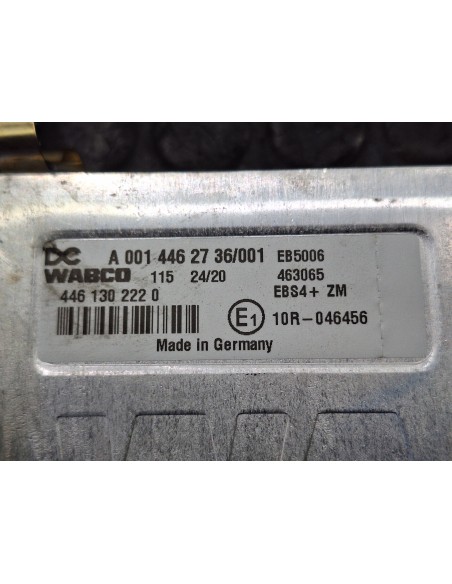 DC A 001 446 27 36/001 EB5006
WABCO 115 24/20 463065
446 130 222 0 EBS4+ ZM
E1 10R-046456
Made in Germany